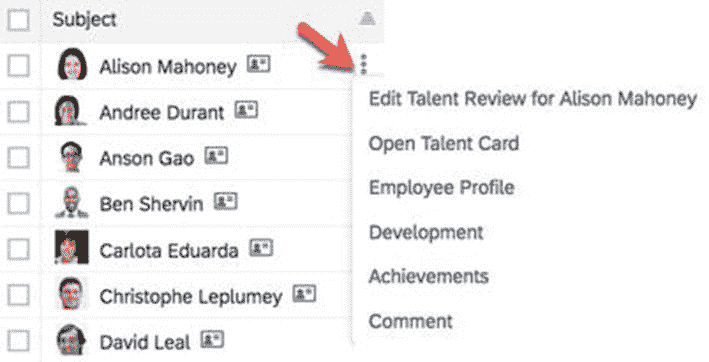 Subject
Alison Mahoney
Andree Durant
Anson Gao
Ben Shervin
Carlota Eduarda
Christophe Leplumey
David Leal
Edit Talent Review for Alison Mahoney
Open Talent Card
Employee Profile
Development
Achievements
Comment